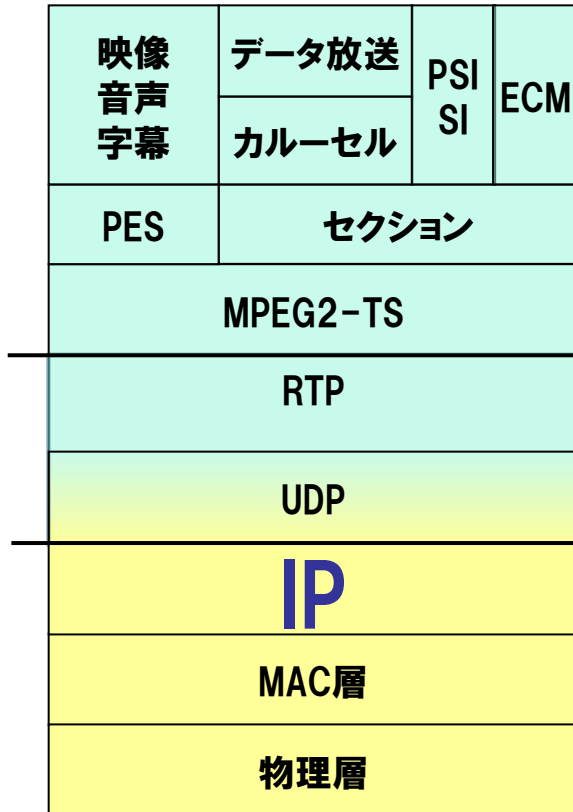 映像
音声
字幕
データ放送
カルーセル
PSI
SI
ECM
PES
セクション
MPEG2-TS
RTP
UDP
IP
MAC層
物理層